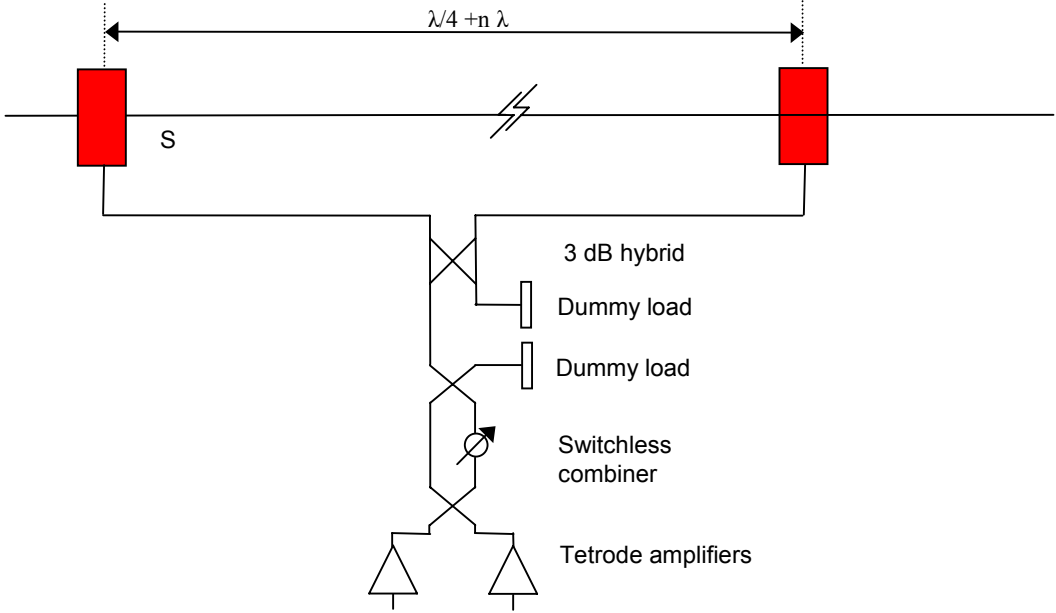 λ/4 +n λ
S
3 dB hybrid
Dummy load
Dummy load
Switchless
combiner
Tetrode amplifiers